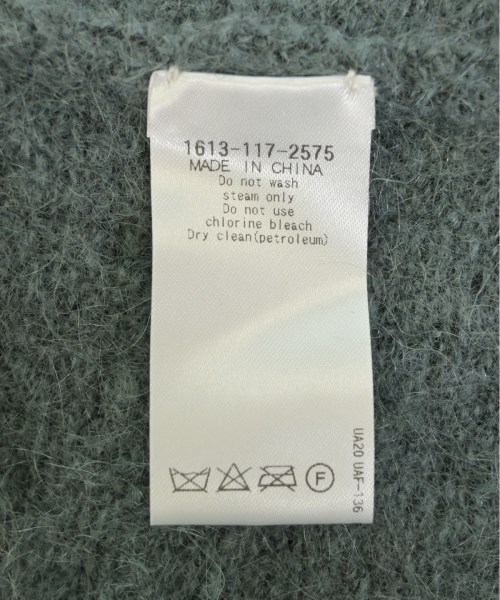 1613-117-2575
MADE IN CHINA
Do not wash
steam only
Do not use
chlorine bleach
Dry clean(petroleum)
UA20 UAF-136
F